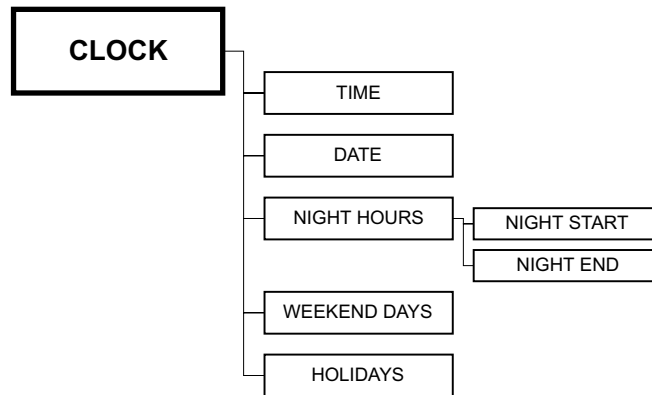 CLOCK
TIME
DATE
NIGHT HOURS
NIGHT START
NIGHT END
WEEKEND DAYS
HOLIDAYS